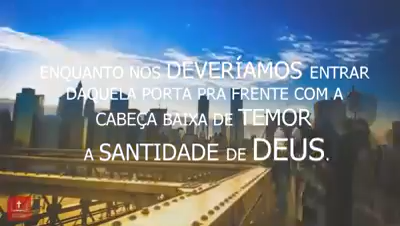 ENQUANTO NÓS DEVERÍAMOS ENTRAR
DAQUELA PORTA PRA FRENTE COM A
CABEÇA BAIXA DE TEMOR
A SANTIDADE DE DEUS.